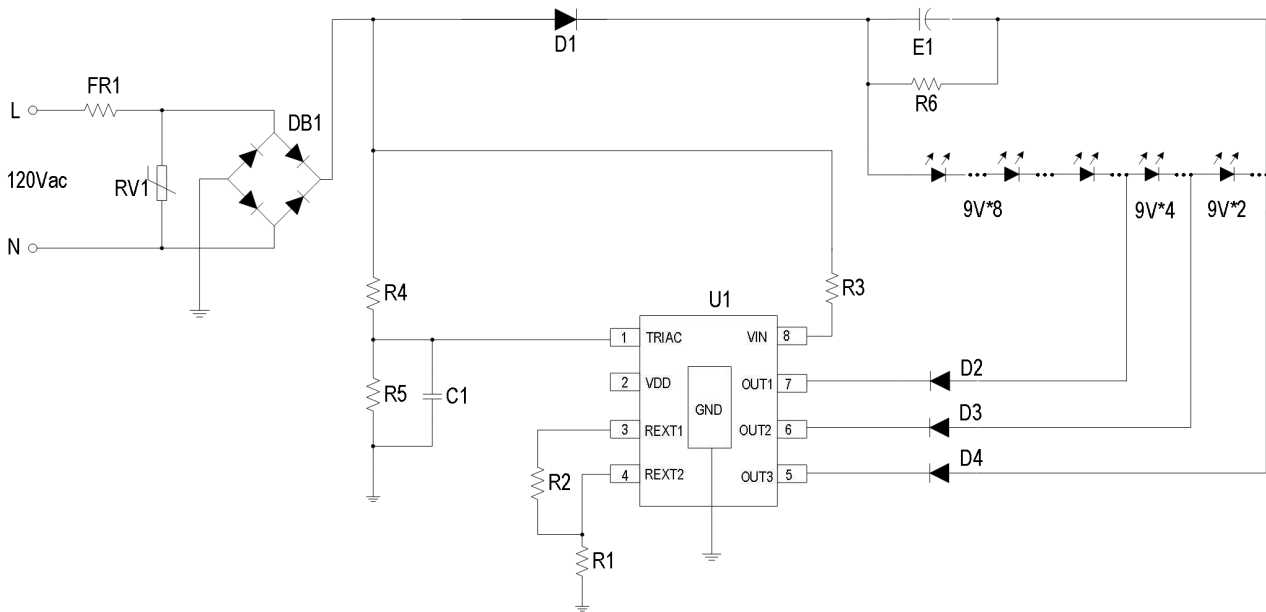 D1
E1
R6
FR1
L
DB1
120Vac
RV1
N
9V*8
9V*4
9V*2
R4
R3
U1
1
TRIAC
VIN
8
R5
C1
2
VDD
OUT1
7
D2
GND
3
REXT1
OUT2
6
D3
R2
4
REXT2
OUT3
5
D4
R1